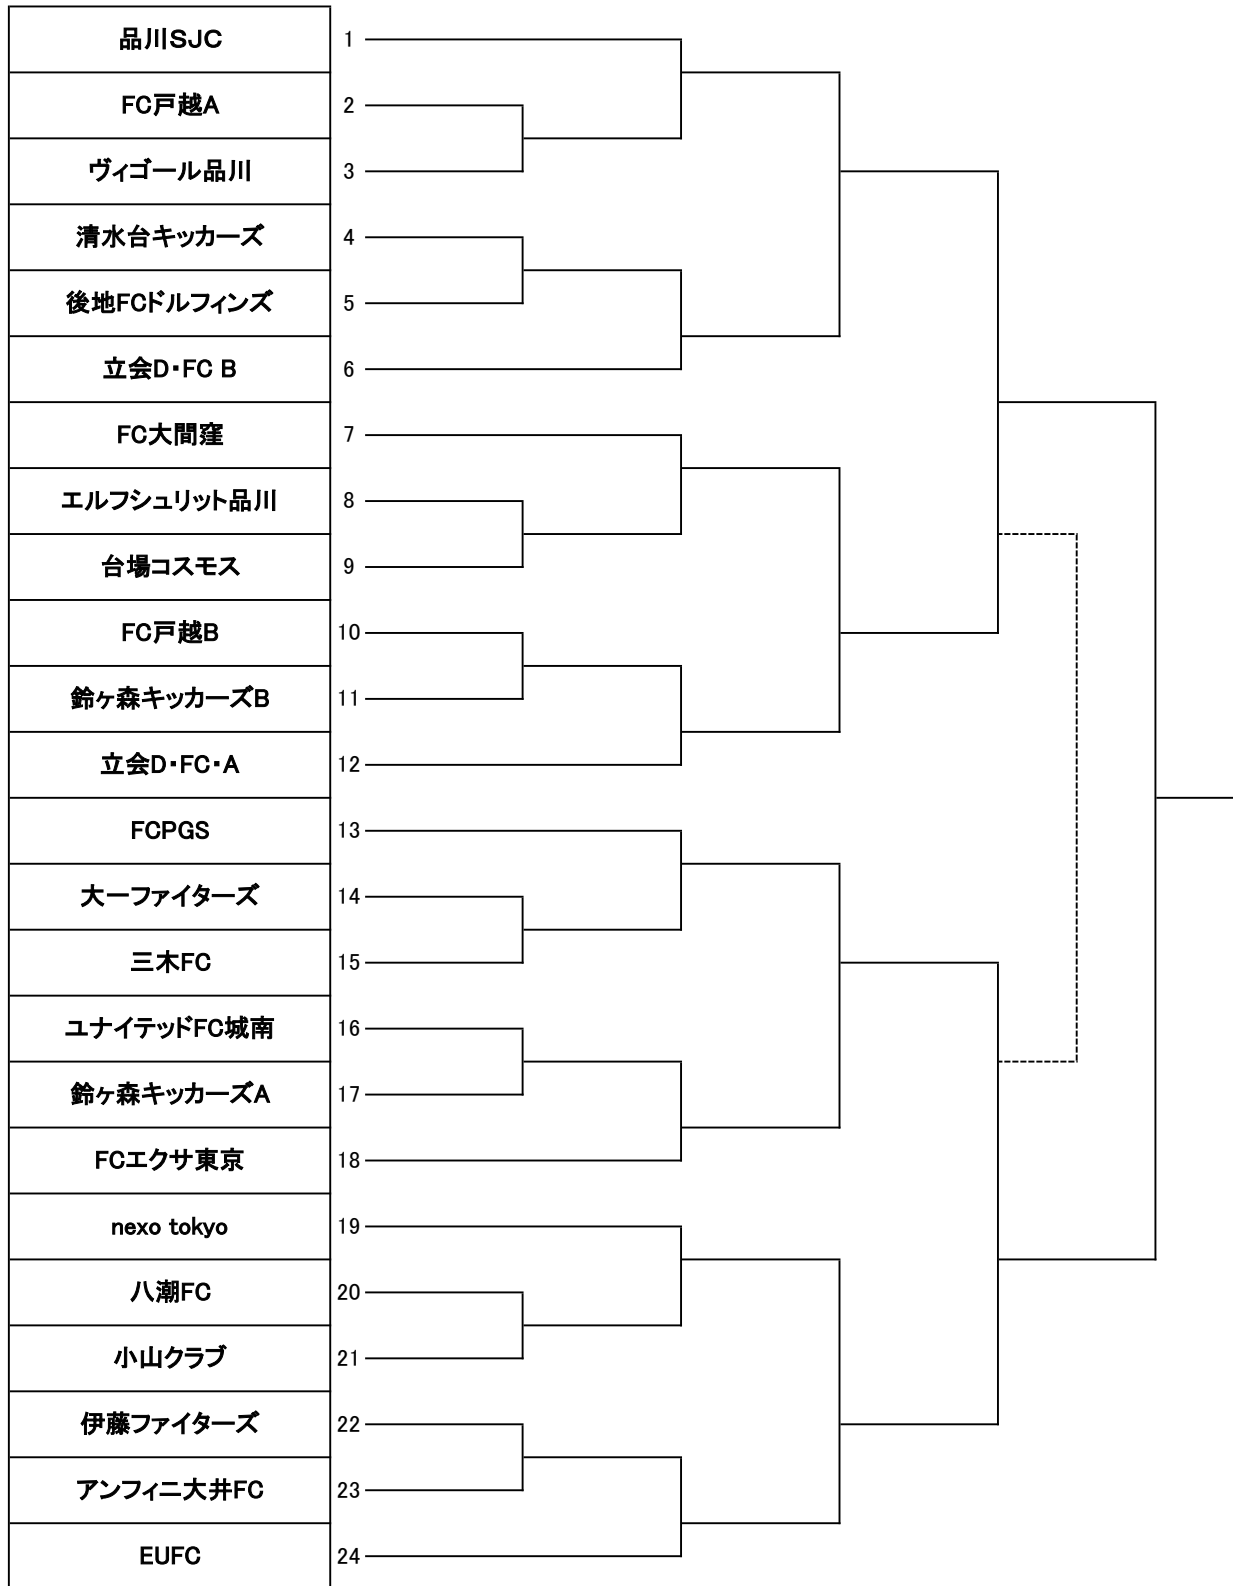 品川SJC 1
FC戸越A 2
ヴィゴール品川 3
清水台キッカーズ 4
後地FCドルフィンズ 5
立会D・FC B 6
FC大間窪 7
エルフシュリット品川 8
台場コスモス 9
FC戸越B 10
鈴ヶ森キッカーズB 11
立会D・FC・A 12
FCPGS 13
大一ファイターズ 14
三木FC 15
ユナイテッドFC城南 16
鈴ヶ森キッカーズA 17
FCエクサ東京 18
nexo tokyo 19
八潮FC 20
小山クラブ 21
伊藤ファイターズ 22
アンフィニ大井FC 23
EUFC 24